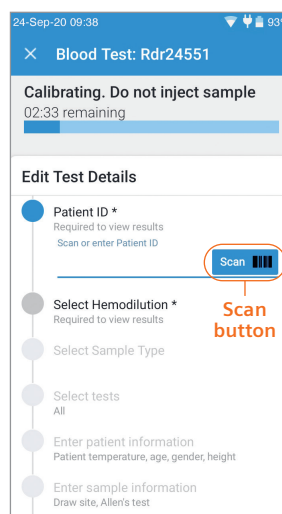 24-Sep-20 09:38 93%
× Blood Test: Rdr24551
Calibrating. Do not inject sample
02:33 remaining
Edit Test Details
Patient ID *
Required to view results
Scan or enter Patient ID
Scan
Select Hemodilution *
Required to view results
Scan
button
Select Sample Type
Select tests
All
Enter patient information
Patient temperature, age, gender, height
Enter sample information
Draw site, Allen's test